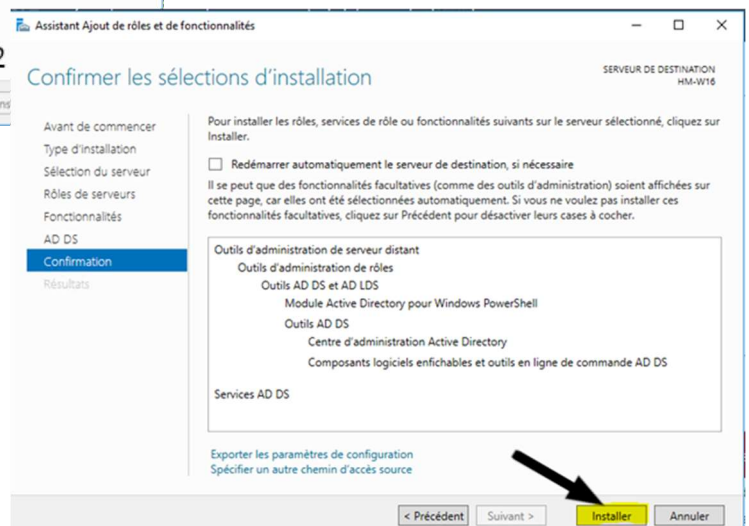 Assistant Ajout de rôles et de fonctionnalités
2
Confirmer les sélections d'installation
SERVEUR DE DESTINATION
HM-W16
ns
Avant de commencer
Type d'installation
Sélection du serveur
Rôles de serveurs
Fonctionnalités
AD DS
Confirmation
Résultats
Pour installer les rôles, services de rôle ou fonctionnalités suivants sur le serveur sélectionné, cliquez sur
Installer.
Redémarrer automatiquement le serveur de destination, si nécessaire
Il se peut que des fonctionnalités facultatives (comme des outils d'administration) soient affichées sur
cette page, car elles ont été sélectionnées automatiquement. Si vous ne voulez pas installer ces
fonctionnalités facultatives, cliquez sur Précédent pour désactiver leurs cases à cocher.
Outils d'administration de serveur distant
Outils d'administration de rôles
Outils AD DS et AD LDS
Module Active Directory pour Windows PowerShell
Outils AD DS
Centre d'administration Active Directory
Composants logiciels enfichables et outils en ligne de commande AD DS
Services AD DS
Exporter les paramètres de configuration
Spécifier un autre chemin d'accès source
< Précédent
Suivant >
Installer
Annuler